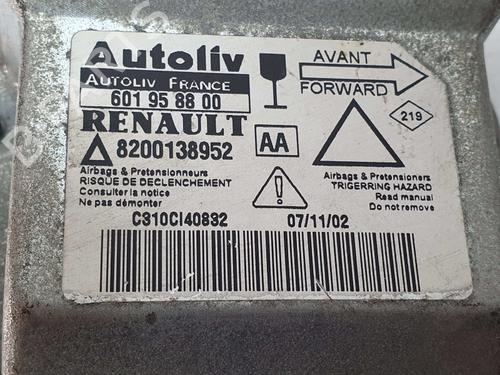 Autoliv
AUTOLIV FRANCE
601 95 88 00
RENAULT
8200138952
Airbags & Pretensionneurs
RISQUE DE DECLENCHEMENT
Consulter la notice
Ne pas démonter
AA
AVANT
FORWARD
219
Airbags & Pretensioners
TRIGERRING HAZARD
Read manual
Do not remove
C310CI40832
07/11/02